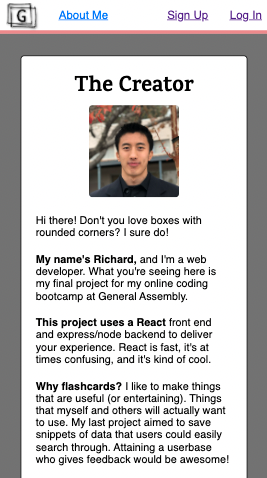 G
About Me
Sign Up
Log In
The Creator
Hi there! Don't you love boxes with
rounded corners? I sure do!
My name's Richard, and I'm a web
developer. What you're seeing here is
my final project for my online coding
bootcamp at General Assembly.
This project uses a React front end
and express/node backend to deliver
your experience. React is fast, it's at
times confusing, and it's kind of cool.
Why flashcards? I like to make things
that are useful (or entertaining). Things
that myself and others will actually want
to use. My last project aimed to save
snippets of data that users could easily
search through. Attaining a userbase
who gives feedback would be awesome!